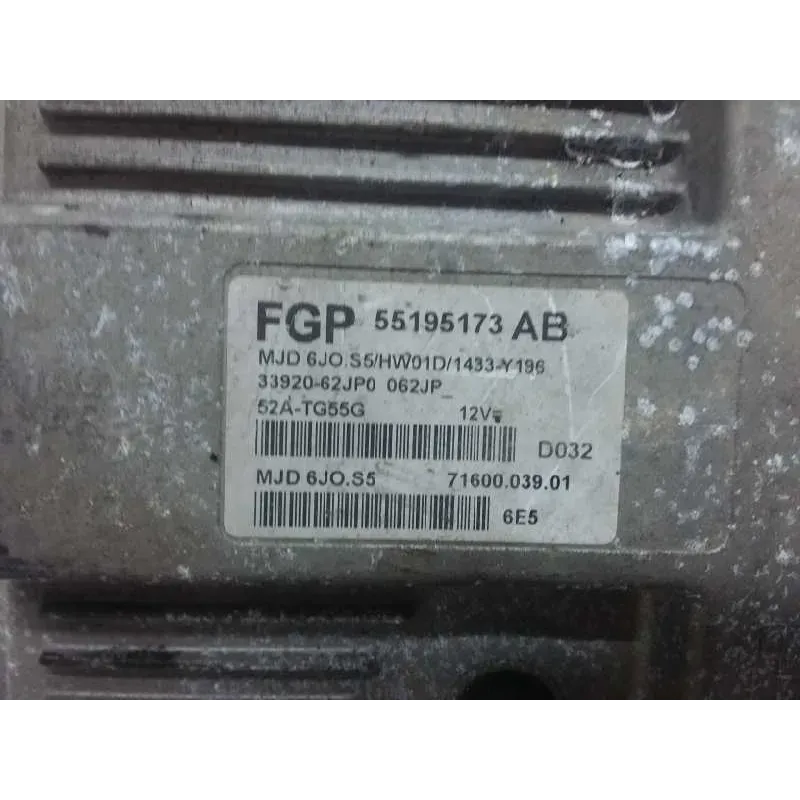 FGP 55195173 AB
MJD 6JO.S5/HW01D/1433-Y196
33920-62JP0 062JP_
52A-TG55G 12V
D032
MJD 6JO.S5 71600.039.01
6E5